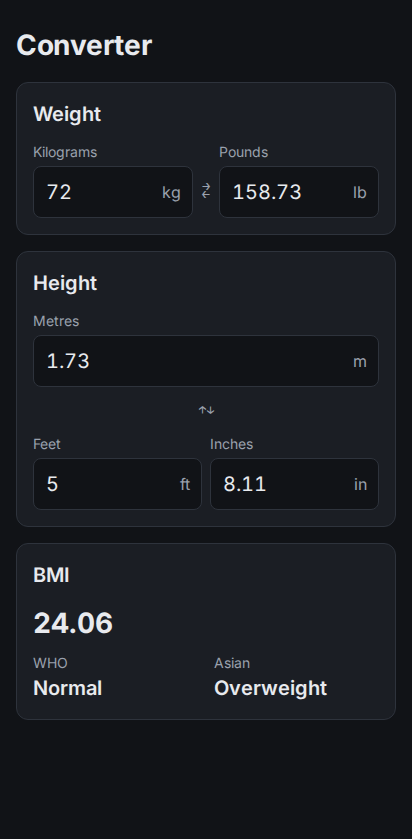 Converter
Weight
Kilograms Pounds
72 kg ⇄ 158.73 lb
Height
Metres
1.73 m
↑↓
Feet Inches
5 ft 8.11 in
BMI
24.06
WHO Asian
Normal Overweight